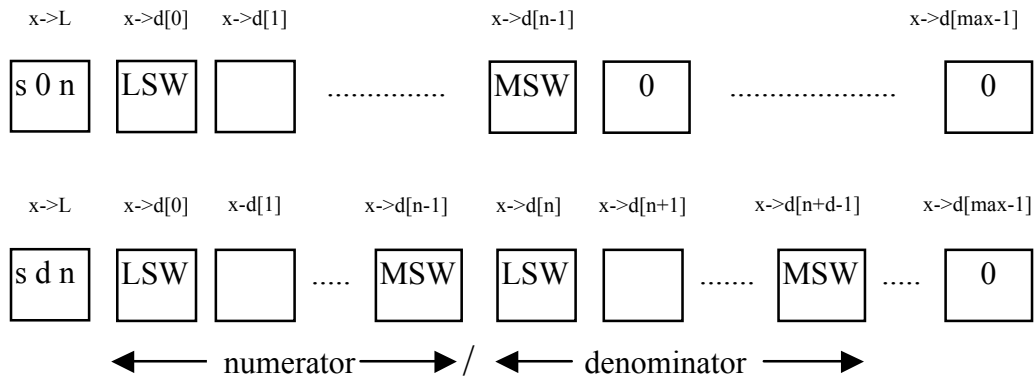 x->L x->d[0] x->d[1] x->d[n-1] x->d[max-1]
s 0 n LSW ............... MSW 0 ..................... 0
x->L x->d[0] x-d[1] x->d[n-1] x->d[n] x->d[n+1] x->d[n+d-1] x->d[max-1]
s d n LSW ..... MSW LSW ....... MSW ..... 0
numerator / denominator